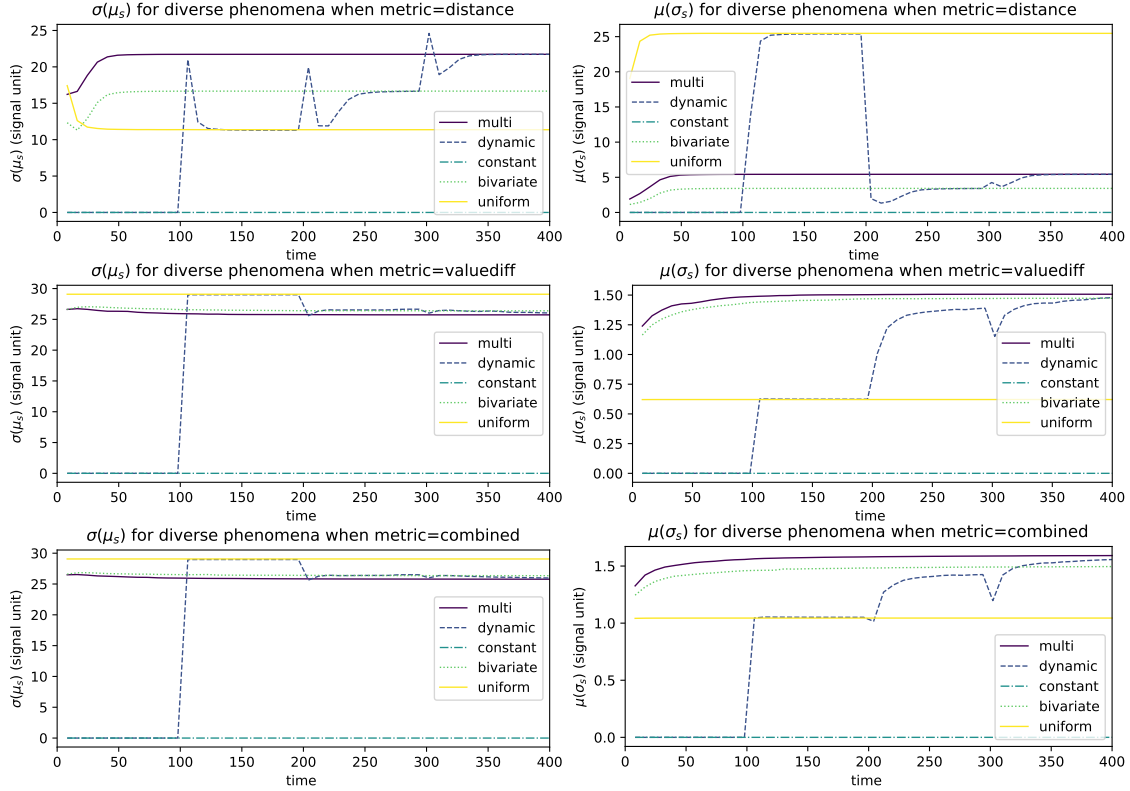 σ(μₛ) for diverse phenomena when metric=distance
σ(μₛ) (signal unit)
25
20
15
10
5
0
multi
dynamic
constant
bivariate
uniform
0 50 100 150 200 250 300 350 400
time
μ(σₛ) for diverse phenomena when metric=distance
μ(σₛ) (signal unit)
25
20
15
10
5
0
multi
dynamic
constant
bivariate
uniform
0 50 100 150 200 250 300 350 400
time
σ(μₛ) for diverse phenomena when metric=valuediff
σ(μₛ) (signal unit)
30
25
20
15
10
5
0
multi
dynamic
constant
bivariate
uniform
0 50 100 150 200 250 300 350 400
time
μ(σₛ) for diverse phenomena when metric=valuediff
μ(σₛ) (signal unit)
1.50
1.25
1.00
0.75
0.50
0.25
0.00
multi
dynamic
constant
bivariate
uniform
0 50 100 150 200 250 300 350 400
time
σ(μₛ) for diverse phenomena when metric=combined
σ(μₛ) (signal unit)
30
25
20
15
10
5
0
multi
dynamic
constant
bivariate
uniform
0 50 100 150 200 250 300 350 400
time
μ(σₛ) for diverse phenomena when metric=combined
μ(σₛ) (signal unit)
1.5
1.0
0.5
0.0
multi
dynamic
constant
bivariate
uniform
0 50 100 150 200 250 300 350 400
time